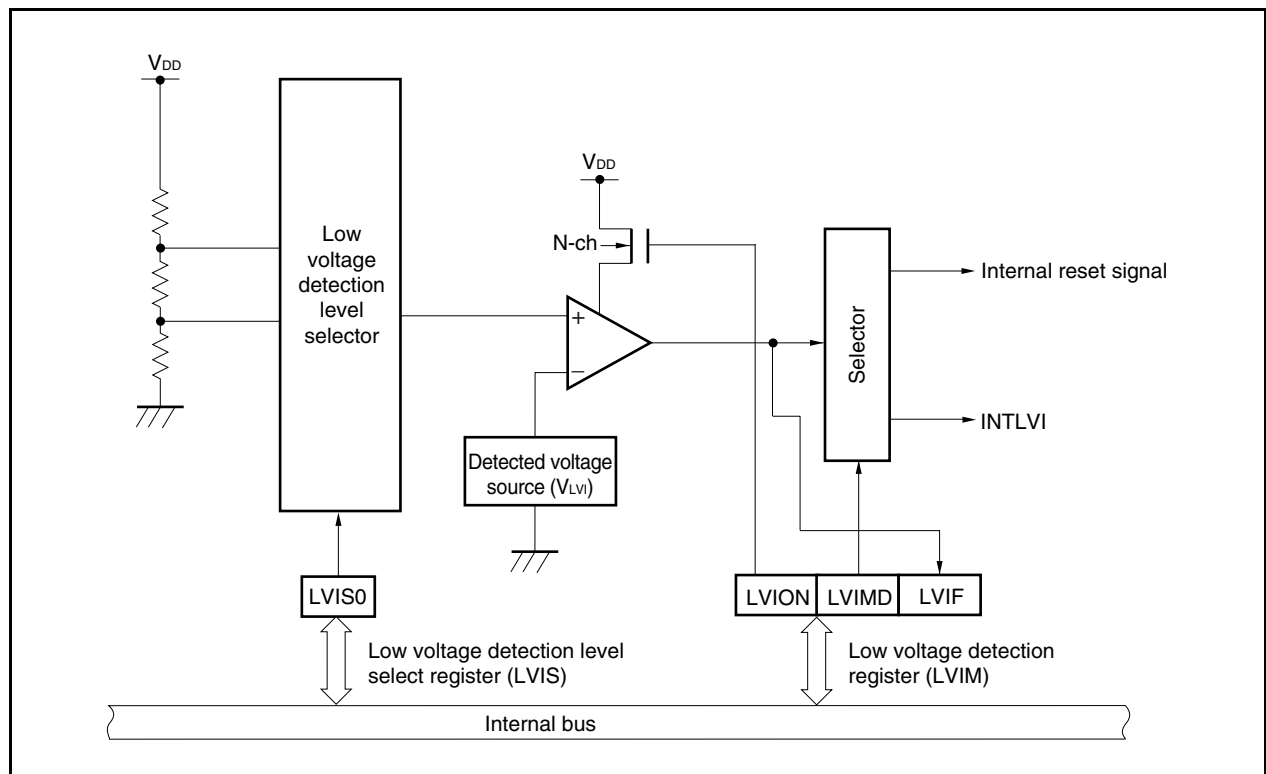 VDD
Low
voltage
detection
level
selector
VDD
N-ch
+
−
Detected voltage
source (VLVI)
Selector
Internal reset signal
INTLVI
LVIS0
LVION
LVIMD
LVIF
Low voltage detection level
select register (LVIS)
Low voltage detection
register (LVIM)
Internal bus